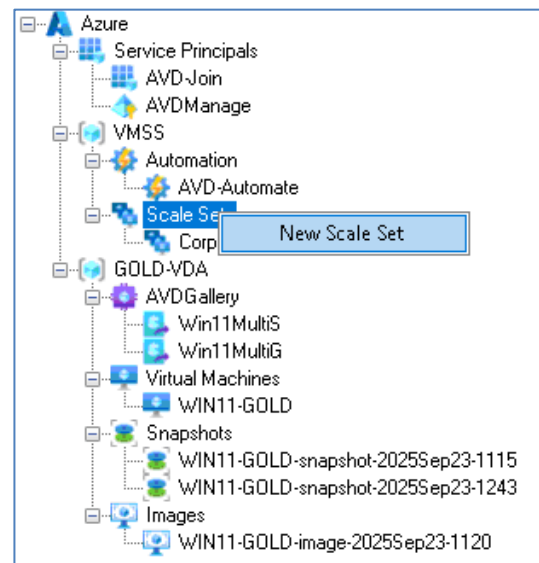 Azure
Service Principals
AVD-Join
AVDManage
VMSS
Automation
AVD-Automate
Scale Set
New Scale Set
Corp
GOLD-VDA
AVDGallery
Win11MultiS
Win11MultiG
Virtual Machines
WIN11-GOLD
Snapshots
WIN11-GOLD-snapshot-2025Sep23-1115
WIN11-GOLD-snapshot-2025Sep23-1243
Images
WIN11-GOLD-image-2025Sep23-1120